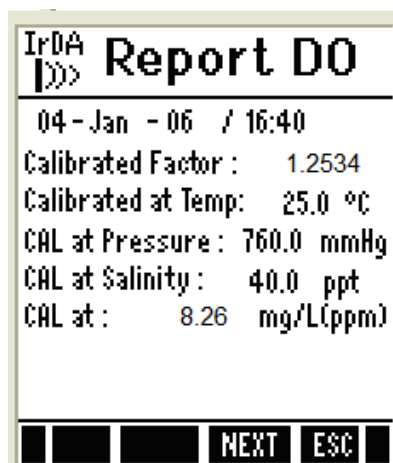 IrDA Report DO
04-Jan -06 / 16:40
Calibrated Factor : 1.2534
Calibrated at Temp: 25.0 ºC
CAL at Pressure : 760.0 mmHg
CAL at Salinity : 40.0 ppt
CAL at : 8.26 mg/L(ppm)
NEXT ESC